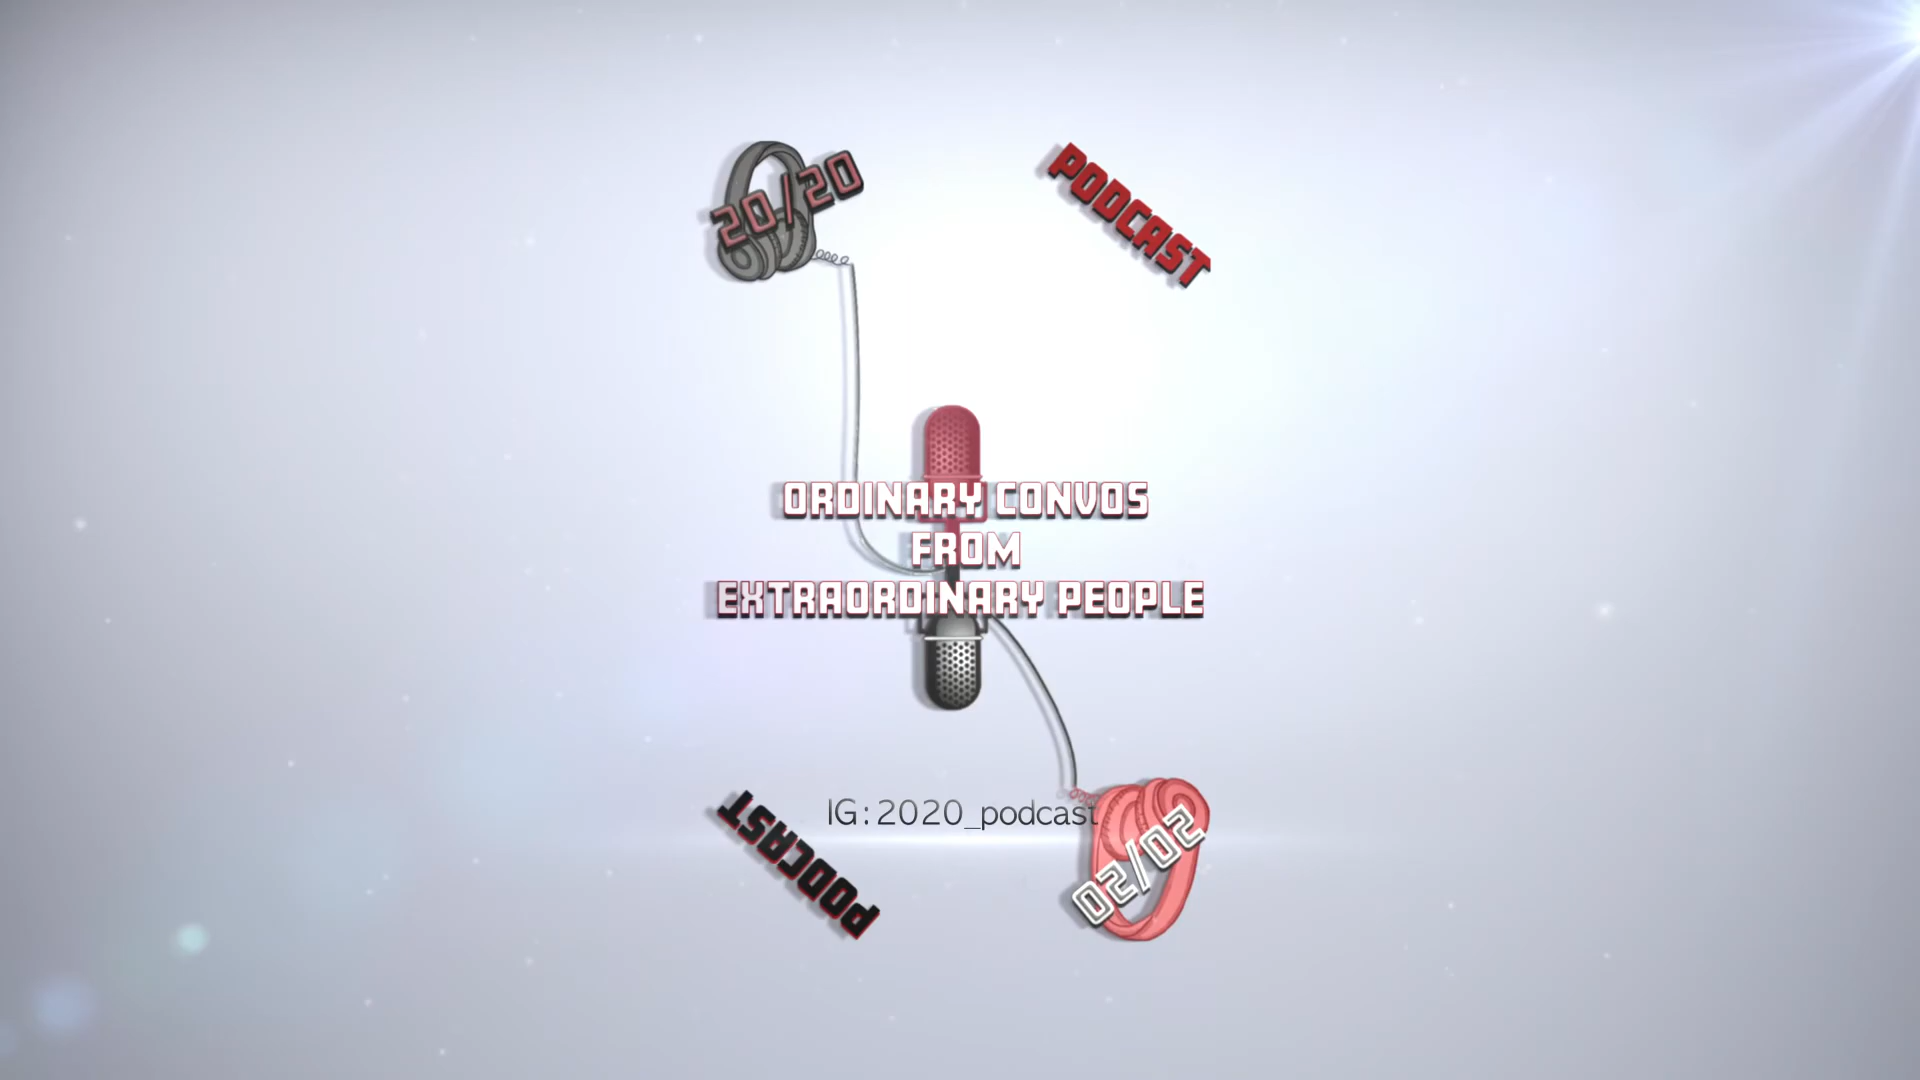 20/20
PODCAST
ORDINARY CONVOS
FROM
EXTRAORDINARY PEOPLE
IG:2020_podcast
PODCAST
20/20